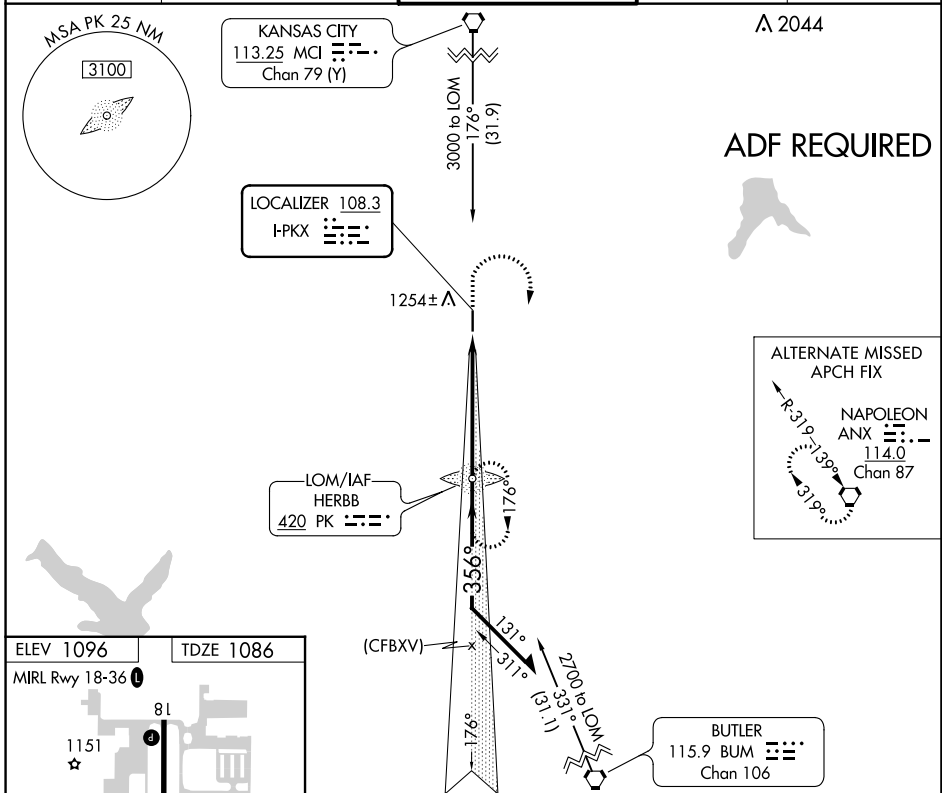 MSA PK 25 NM
3100
KANSAS CITY
113.25 MCI
Chan 79 (Y)
3000 to LOM
176°
(31.9)
2044
ADF REQUIRED
LOCALIZER 108.3
I-PKX
1254±
ALTERNATE MISSED
APCH FIX
R-319
139°
319°
NAPOLEON
ANX
114.0
Chan 87
LOM/IAF
HERBB
420 PK
176°
356°
(CFBXV)
x
131°
311°
(31.1)
2700 to LOM
331°
176°
BUTLER
115.9 BUM
Chan 106
ELEV 1096
TDZE 1086
MIRL Rwy 18-36 L
18
P
1151